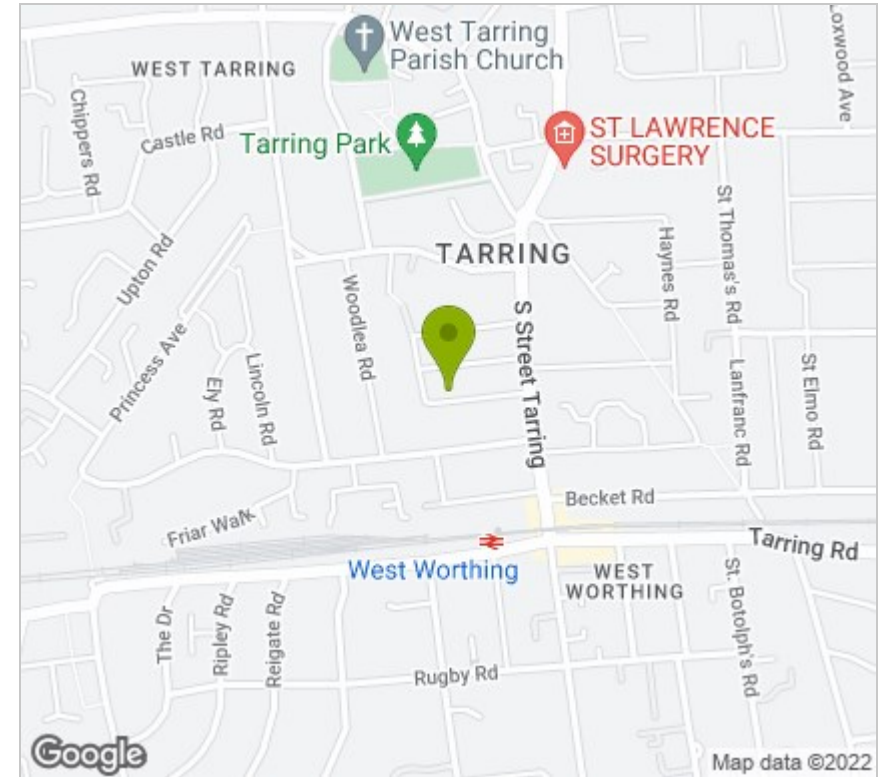 West Tarring
Parish Church
WEST TARRING
Loxwood Ave
Chippers Rd
Castle Rd
Tarring Park
ST LAWRENCE
SURGERY
St Thomas's Rd
Upton Rd
TARRING
Haynes Rd
Woodlea Rd
S Street Tarring
Princess Ave
Lincoln Rd
Ely Rd
Lanfranc Rd
St Elmo Rd
Becket Rd
Friar Walk
Tarring Rd
West Worthing
WEST
WORTHING
The Dr
Ripley Rd
Reigate Rd
St. Botolph's Rd
Rugby Rd
Google
Map data ©2022